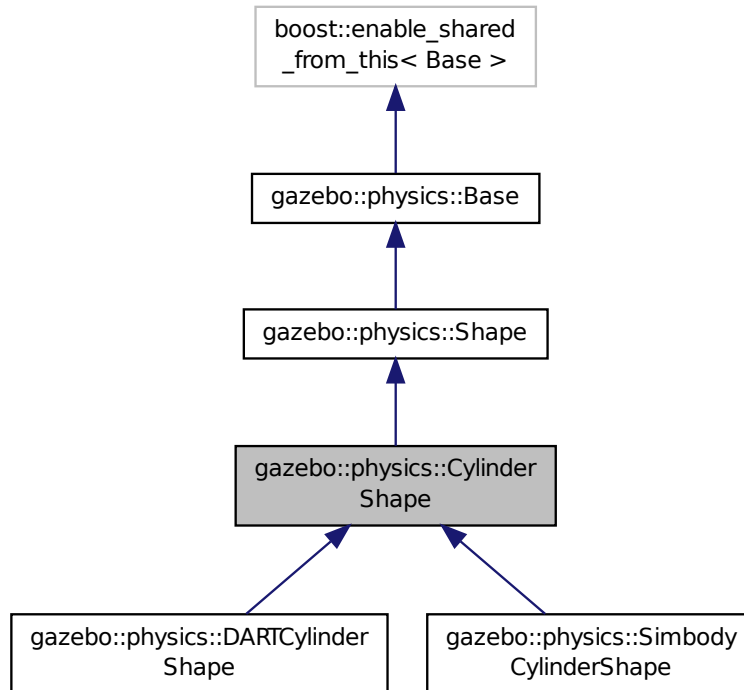 boost::enable_shared
_from_this< Base >
gazebo::physics::Base
gazebo::physics::Shape
gazebo::physics::Cylinder
Shape
gazebo::physics::DARTCylinder
Shape
gazebo::physics::Simbody
CylinderShape